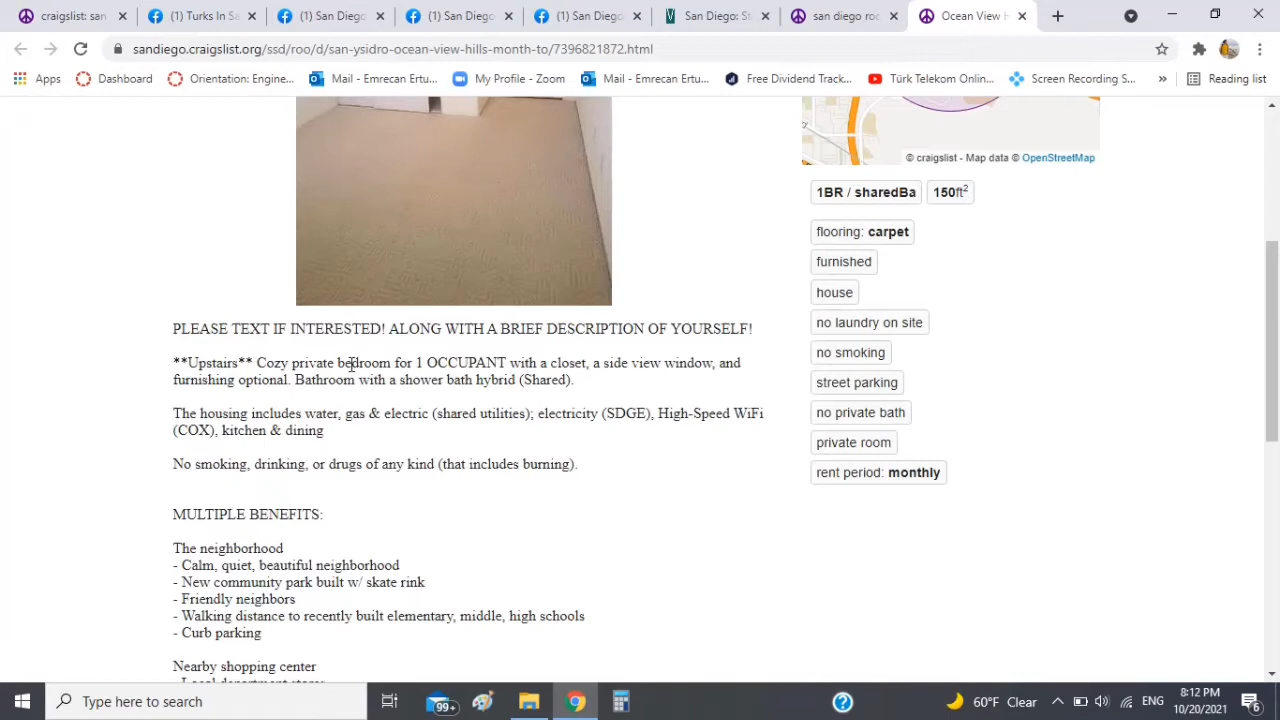 craigslist: san
(1) Turks In Sa
(1) San Diego
(1) San Diego
(1) San Diego
San Diego: St
san diego roo
Ocean View H
sandiego.craigslist.org/ssd/roo/d/san-ysidro-ocean-view-hills-month-to/7396821872.html
Apps
Dashboard
Orientation: Engine...
Mail - Emrecan Ertu...
My Profile - Zoom
Mail - Emrecan Ertu...
Free Dividend Track...
Türk Telekom Onlin...
Screen Recording S...
»
Reading list
© craigslist - Map data © OpenStreetMap
1BR / sharedBa
150ft2
flooring: carpet
furnished
house
no laundry on site
no smoking
street parking
no private bath
private room
rent period: monthly
PLEASE TEXT IF INTERESTED! ALONG WITH A BRIEF DESCRIPTION OF YOURSELF!
**Upstairs** Cozy private bedroom for 1 OCCUPANT with a closet, a side view window, and
furnishing optional. Bathroom with a shower bath hybrid (Shared).
The housing includes water, gas & electric (shared utilities); electricity (SDGE), High-Speed WiFi
(COX), kitchen & dining
No smoking, drinking, or drugs of any kind (that includes burning).
MULTIPLE BENEFITS:
The neighborhood
- Calm, quiet, beautiful neighborhood
- New community park built w/ skate rink
- Friendly neighbors
- Walking distance to recently built elementary, middle, high schools
- Curb parking
Nearby shopping center
- Local department stores
Type here to search
99+
60°F Clear
ENG
8:12 PM
10/20/2021
6